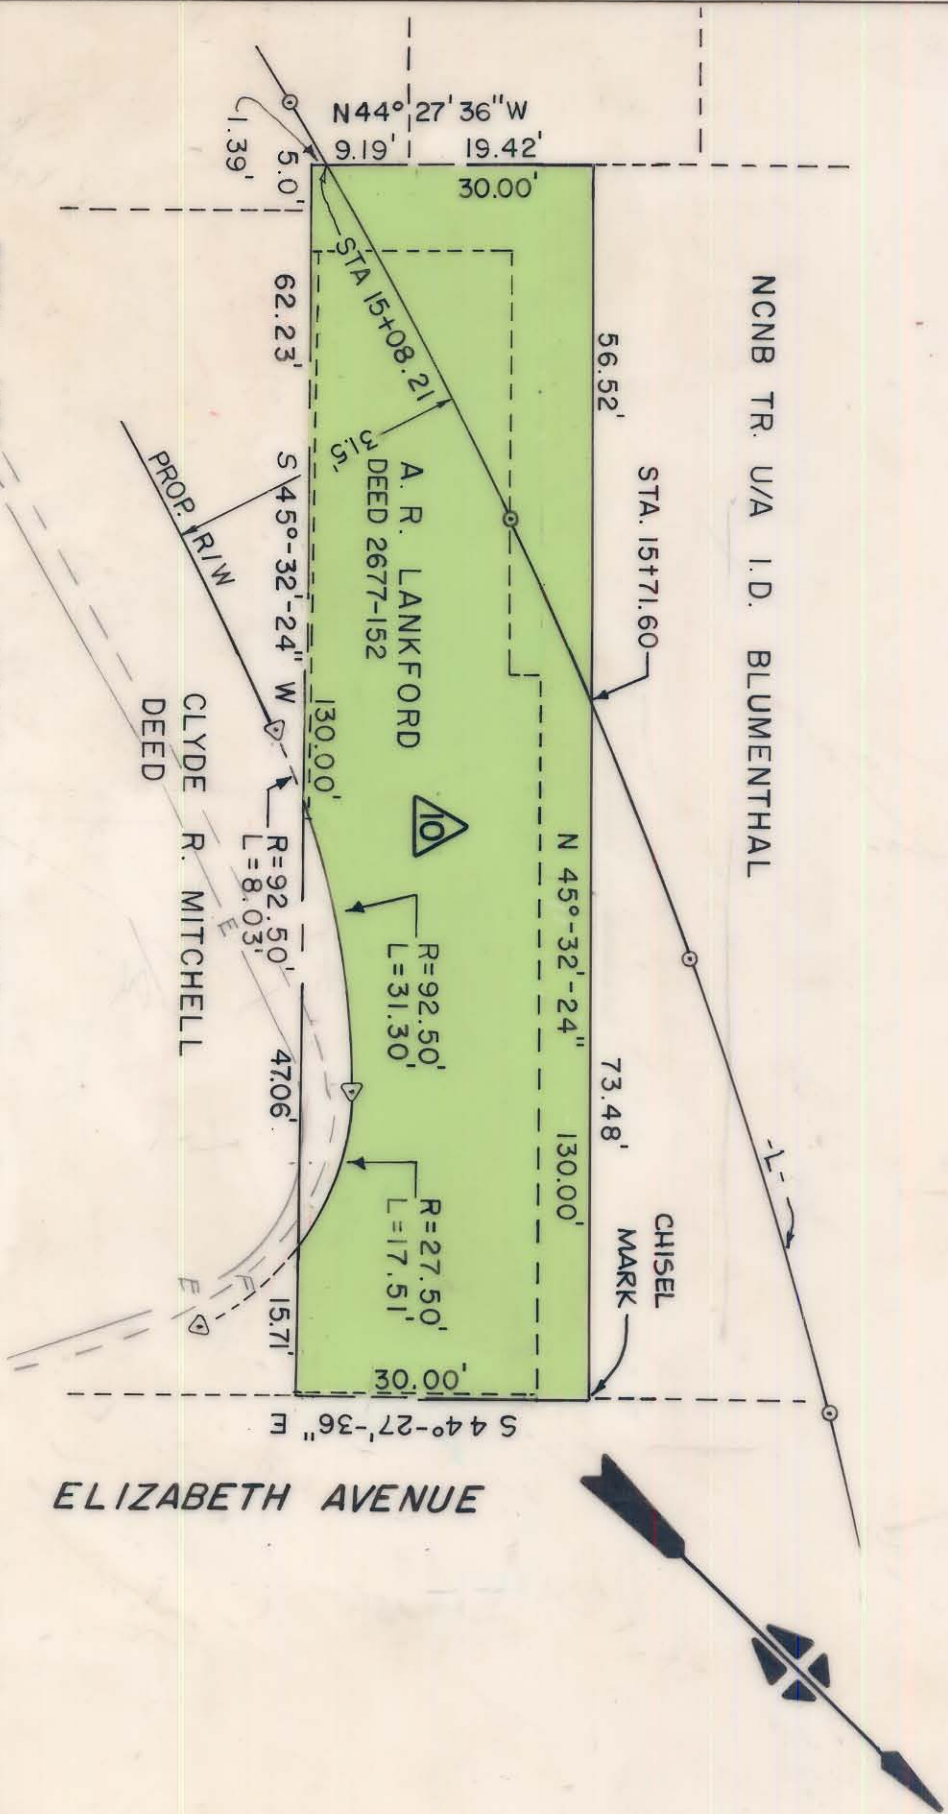 N44° 27' 36" W
9.19'
19.42'
30.00'
1.39'
5.0'
STA 15+08.21
62.23'
S 45°-32'-24" W
130.00'
56.52'
STA. 15+71.60
NCNB TR. U/A I.D. BLUMENTHAL
A. R. LANKFORD
DEED 2677-152
10
PROP. R/W
CLYDE R. MITCHELL
DEED
R=92.50'
L=8.03'
R=92.50'
L=31.30'
N 45°-32'-24"
130.00'
73.48'
47.06'
R=27.50'
L=17.51'
15.71'
-L-
CHISEL
MARK
E
F
E
30.00'
S 44°-27'-36" E
ELIZABETH AVENUE